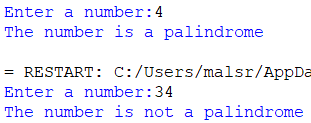 Enter a number:4
The number is a palindrome
= RESTART: C:/Users/malsr/AppDa
Enter a number:34
The number is not a palindrome